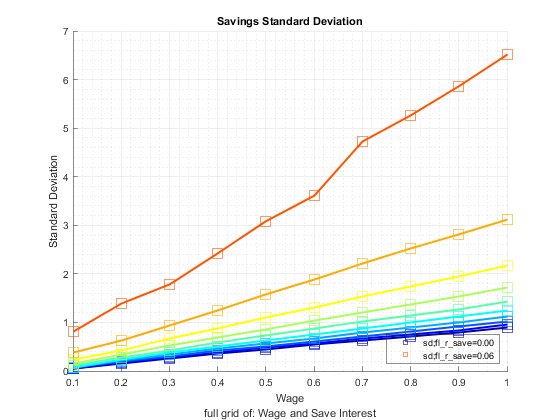 Savings Standard Deviation
7
6
5
4
3
2
1
0
Standard Deviation
0.1 0.2 0.3 0.4 0.5 0.6 0.7 0.8 0.9 1
sd;fl_r_save=0.00
sd;fl_r_save=0.06
Wage
full grid of: Wage and Save Interest